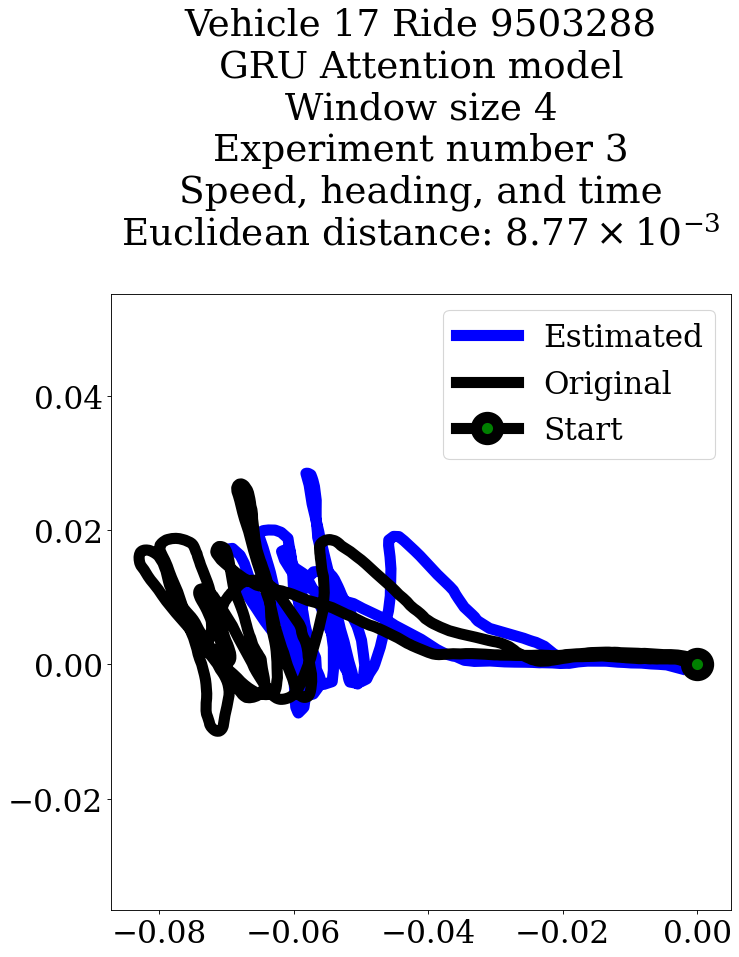 Vehicle 17 Ride 9503288
GRU Attention model
Window size 4
Experiment number 3
Speed, heading, and time
Euclidean distance: 8.77 × 10⁻³
Estimated
Original
Start
0.04
0.02
0.00
−0.02
−0.08 −0.06 −0.04 −0.02 0.00